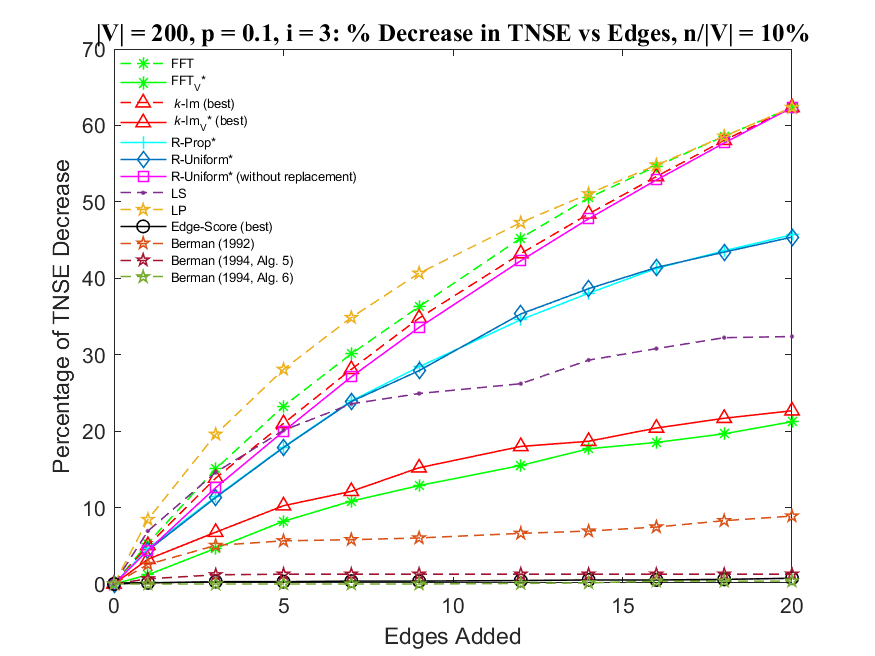 |V| = 200, p = 0.1, i = 3: % Decrease in TNSE vs Edges, n/|V| = 10%
70
60
50
40
30
20
10
0
Percentage of TNSE Decrease
FFT
FFT_V*
k-Im (best)
k-Im_V* (best)
R-Prop*
R-Uniform*
R-Uniform* (without replacement)
LS
LP
Edge-Score (best)
Berman (1992)
Berman (1994, Alg. 5)
Berman (1994, Alg. 6)
0 5 10 15 20
Edges Added